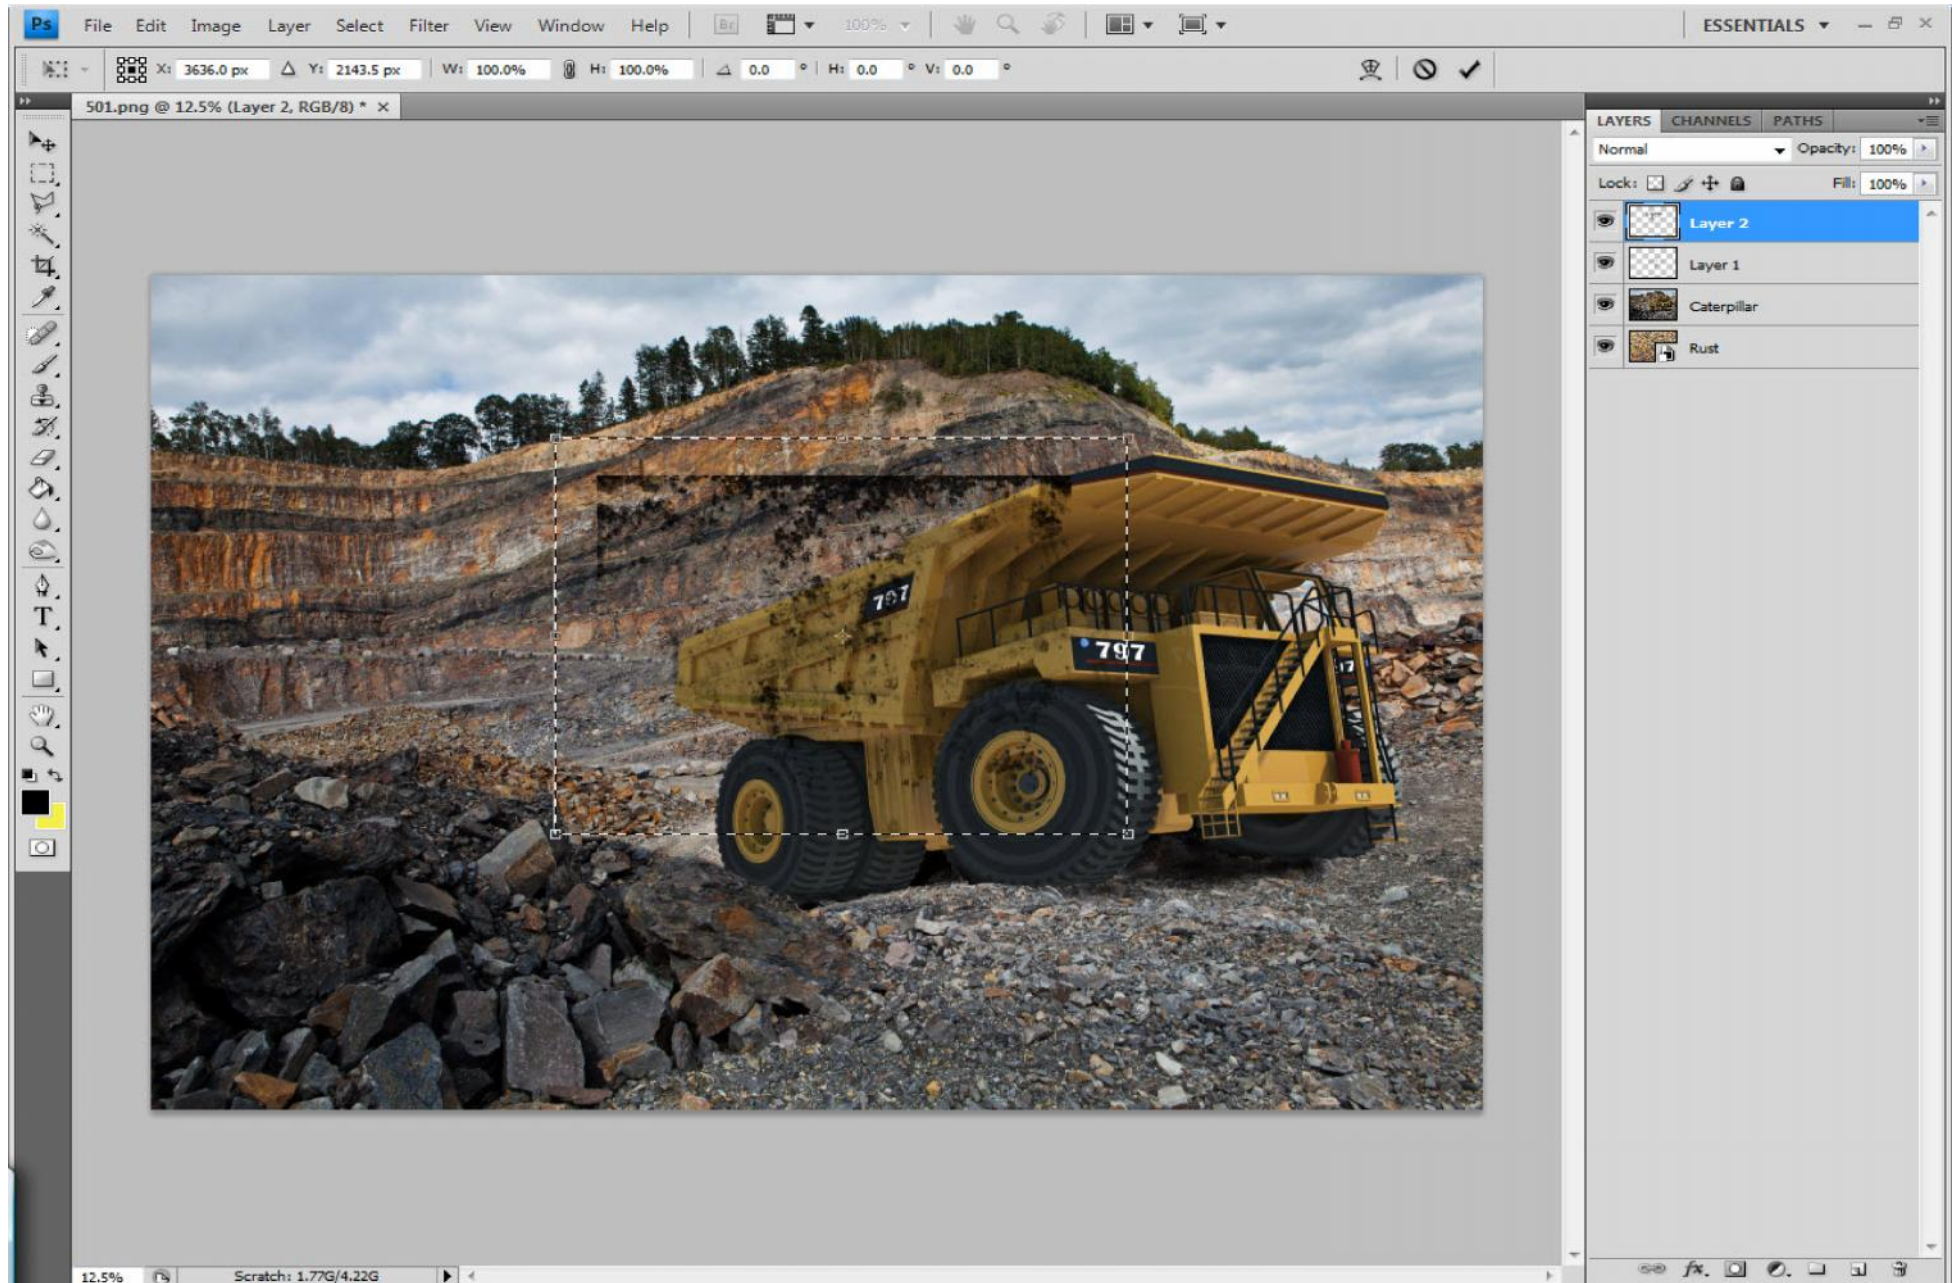 Ps File Edit Image Layer Select Filter View Window Help Br 100% ESSENTIALS
X: 3636.0 px Y: 2143.5 px W: 100.0% H: 100.0% 0.0 ° H: 0.0 ° V: 0.0 °
501.png @ 12.5% (Layer 2, RGB/8) * ×
LAYERS CHANNELS PATHS
Normal Opacity: 100%
Lock: Fill: 100%
Layer 2
Layer 1
Caterpillar
Rust
T
797
797
12.5% Scratch: 1.77G/4.22G
fx.